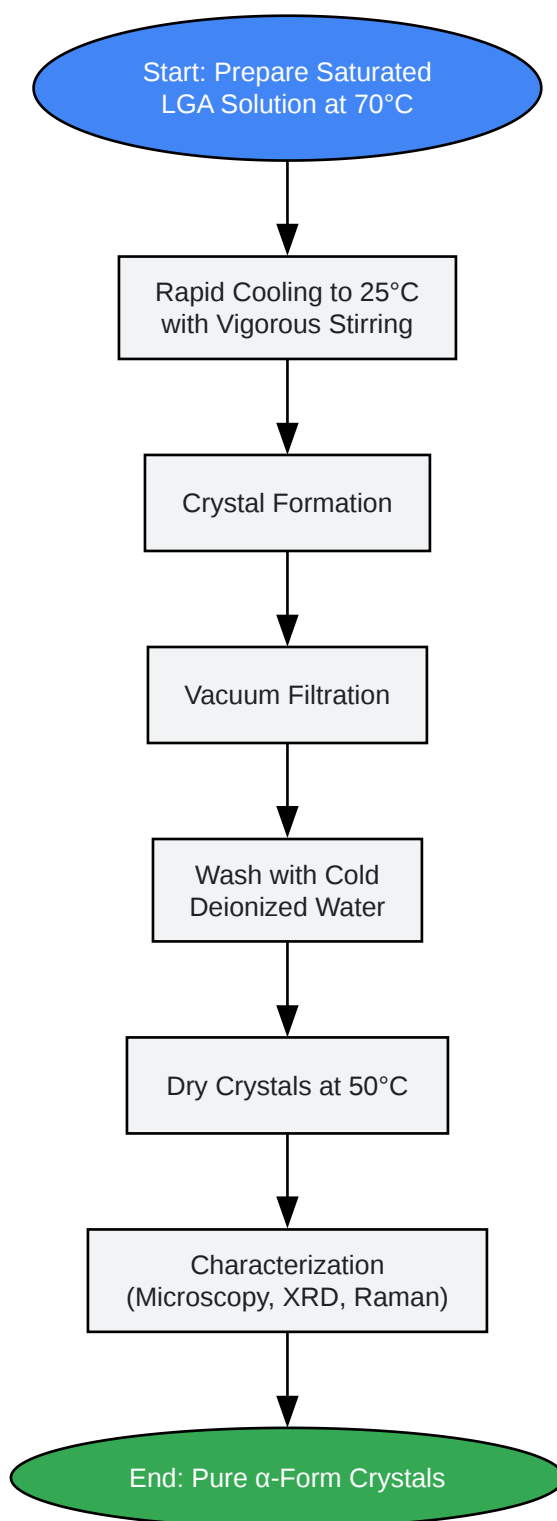 Start: Prepare Saturated
LGA Solution at 70°C
Rapid Cooling to 25°C
with Vigorous Stirring
Crystal Formation
Vacuum Filtration
Wash with Cold
Deionized Water
Dry Crystals at 50°C
Characterization
(Microscopy, XRD, Raman)
End: Pure α-Form Crystals